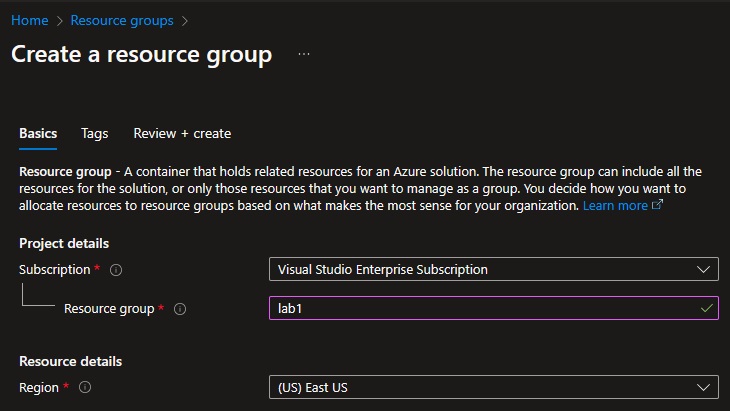 Home > Resource groups >
Create a resource group ...
Basics Tags Review + create
Resource group - A container that holds related resources for an Azure solution. The resource group can include all the
resources for the solution, or only those resources that you want to manage as a group. You decide how you want to
allocate resources to resource groups based on what makes the most sense for your organization. Learn more
Project details
Subscription * Visual Studio Enterprise Subscription
Resource group * lab1
Resource details
Region * (US) East US